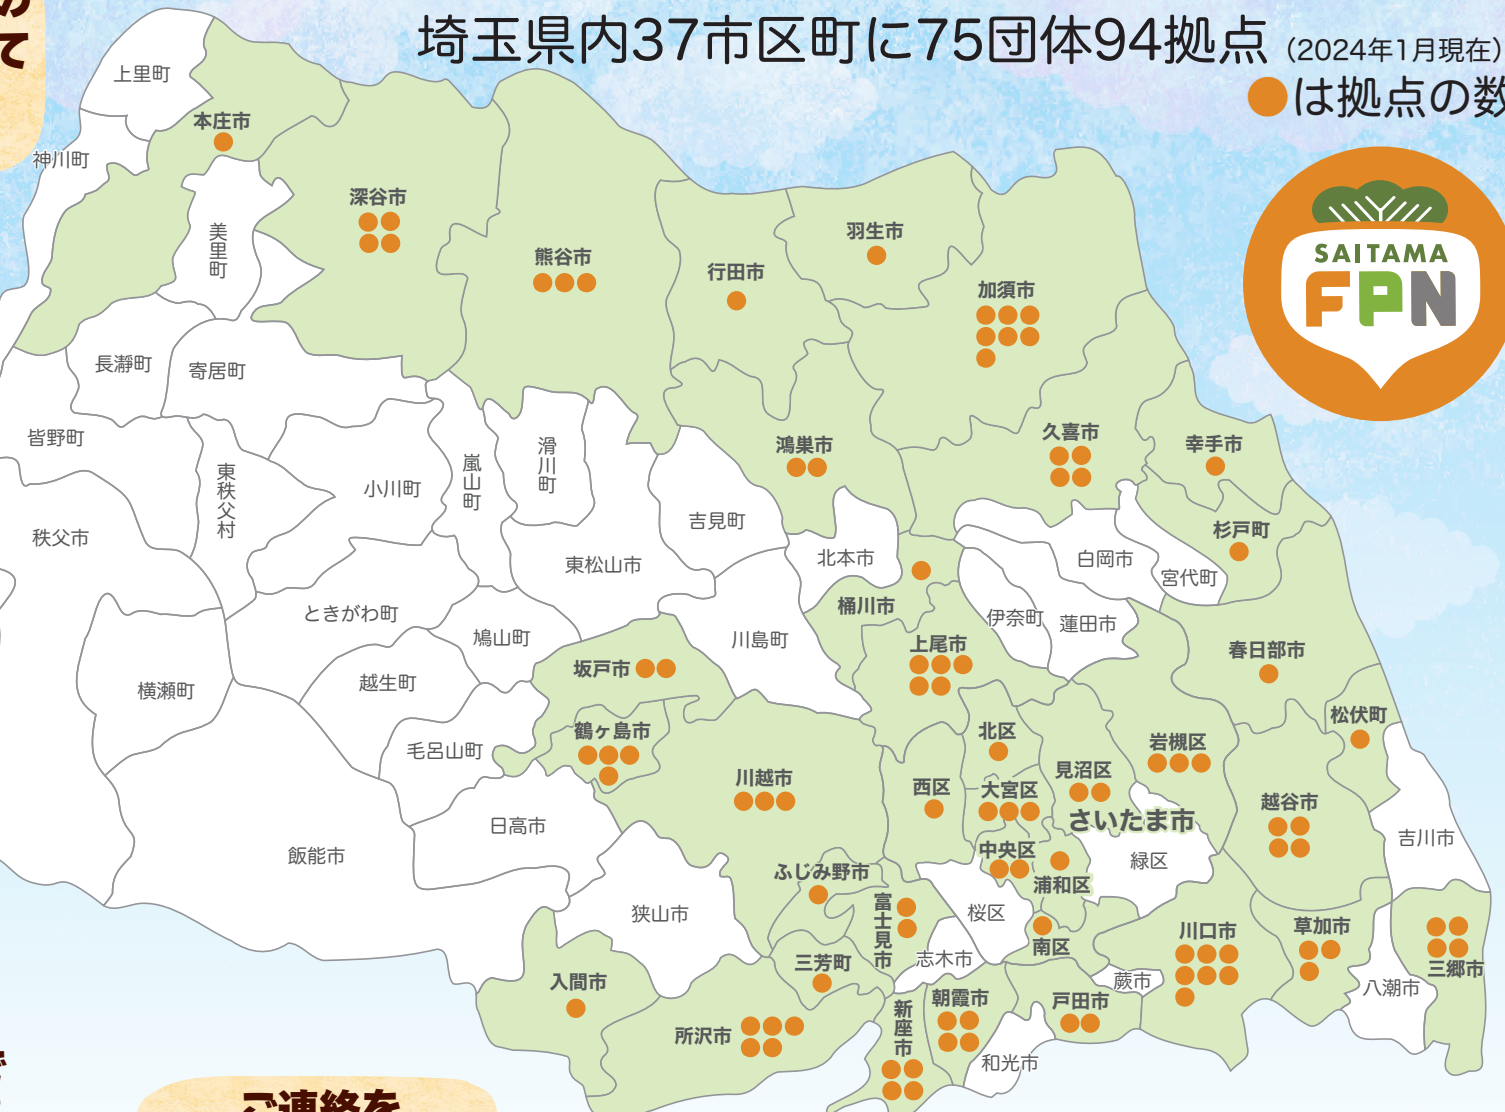 埼玉県内37市区町に75団体94拠点 (2024年1月現在)
●は拠点の数
て
上里町
本庄市
神川町
深谷市
美里町
熊谷市
行田市
羽生市
加須市
SAITAMA
FPN
長瀞町
寄居町
皆野町
東秩父村
小川町
嵐山町
滑川町
鴻巣市
久喜市
幸手市
秩父市
東松山市
吉見町
北本市
白岡市
宮代町
杉戸町
ときがわ町
鳩山町
川島町
桶川市
伊奈町
蓮田市
上尾市
春日部市
横瀬町
越生町
坂戸市
毛呂山町
鶴ヶ島市
北区
岩槻区
松伏町
川越市
西区
大宮区
見沼区
さいたま市
越谷市
飯能市
日高市
中央区
緑区
吉川市
ふじみ野市
浦和区
狭山市
富士見市
桜区
南区
川口市
草加市
三郷市
志木市
入間市
三芳町
蕨市
八潮市
所沢市
新座市
朝霞市
戸田市
和光市
ご連絡を